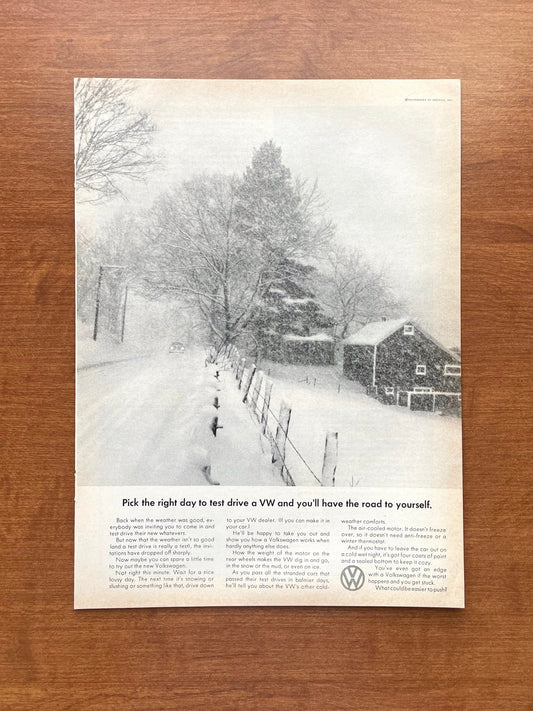 Pick the right day to test drive a VW and you'll have the road to yourself.
Back when the weather was good, ev-
erybody was inviting you to come in and
test drive their new whatevers.
But now that the weather isn't so good
(and a test drive is really a test), the invi-
tations have dropped off sharply.
Now maybe you can spare a little time
to try out the new Volkswagen.
Not right this minute. Wait for a nice
lousy day. The next time it's snowing or
slushing or something like that, drive down
to your VW dealer. (If you can make it in
your car.)
He'll be happy to take you out and
show you how a Volkswagen works when
hardly anything else does.
How the weight of the motor on the
rear wheels makes the VW dig in and go,
in the snow or the mud, or even on ice.
As you pass all the stranded cars that
passed their test drives in balmier days,
he'll tell you about the VW's other cold-
weather comforts.
The air-cooled motor. It doesn't freeze
over, so it doesn't need anti-freeze or a
winter thermostat.
And if you have to leave the car out on
a cold wet night, it's got four coats of paint
and a sealed bottom to keep it cozy.
You've even got an edge
with a Volkswagen if the worst
happens and you get stuck.
What could be easier to push?